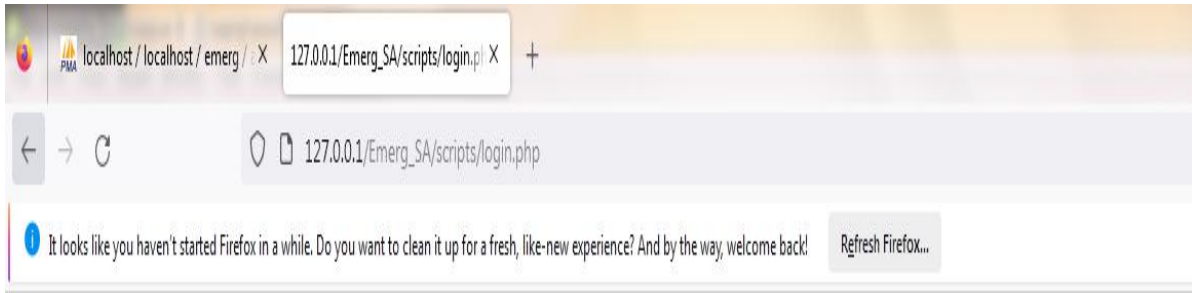 PMA localhost / localhost / emerg / 127.0.0.1/Emerg_SA/scripts/login.p
127.0.0.1/Emerg_SA/scripts/login.php
It looks like you haven't started Firefox in a while. Do you want to clean it up for a fresh, like-new experience? And by the way, welcome back! Refresh Firefox...